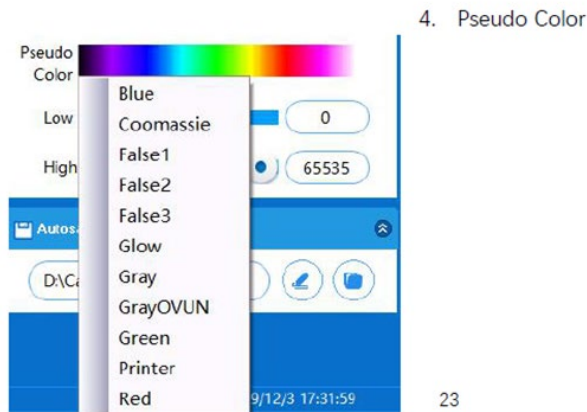 4. Pseudo Color
Pseudo
Color
Blue
Low
Coomassie
0
False1
High
False2
65535
False3
Autosa
Glow
D:\Ca
Gray
GrayOVUN
Green
Printer
Red
9/12/3 17:31:59
23